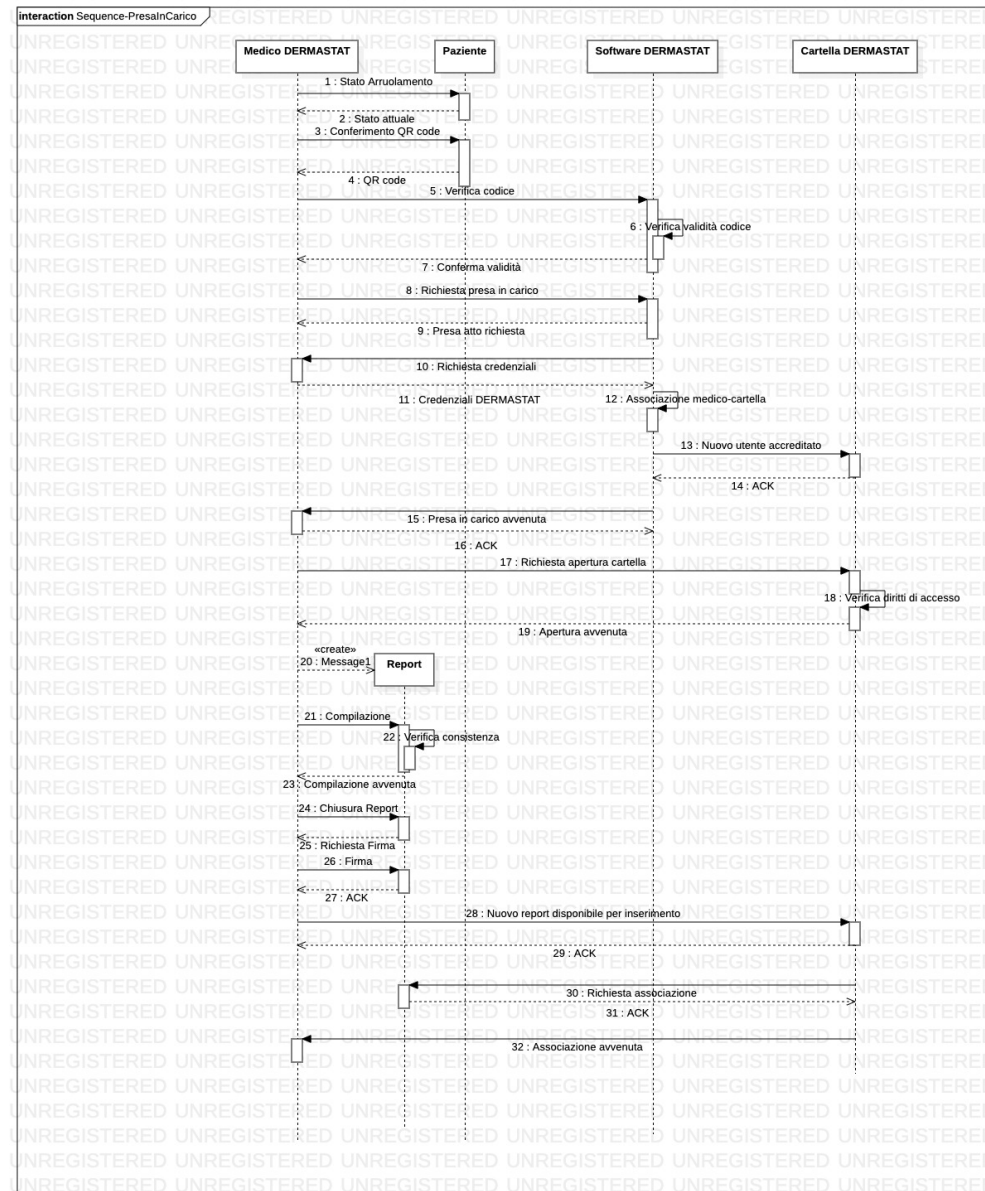 interaction Sequence-PresaInCarico
Medico DERMASTAT
Paziente
Software DERMASTAT
Cartella DERMASTAT
1 : Stato Arruolamento
2 : Stato attuale
3 : Conferimento QR code
4 : QR code
5 : Verifica codice
6 : Verifica validità codice
7 : Conferma validità
8 : Richiesta presa in carico
9 : Presa atto richiesta
10 : Richiesta credenziali
11 : Credenziali DERMASTAT
12 : Associazione medico-cartella
13 : Nuovo utente accreditato
14 : ACK
15 : Presa in carico avvenuta
16 : ACK
17 : Richiesta apertura cartella
18 : Verifica diritti di accesso
19 : Apertura avvenuta
«create»
20 : Message1
Report
21 : Compilazione
22 : Verifica consistenza
23 : Compilazione avvenuta
24 : Chiusura Report
25 : Richiesta Firma
26 : Firma
27 : ACK
28 : Nuovo report disponibile per inserimento
29 : ACK
30 : Richiesta associazione
31 : ACK
32 : Associazione avvenuta